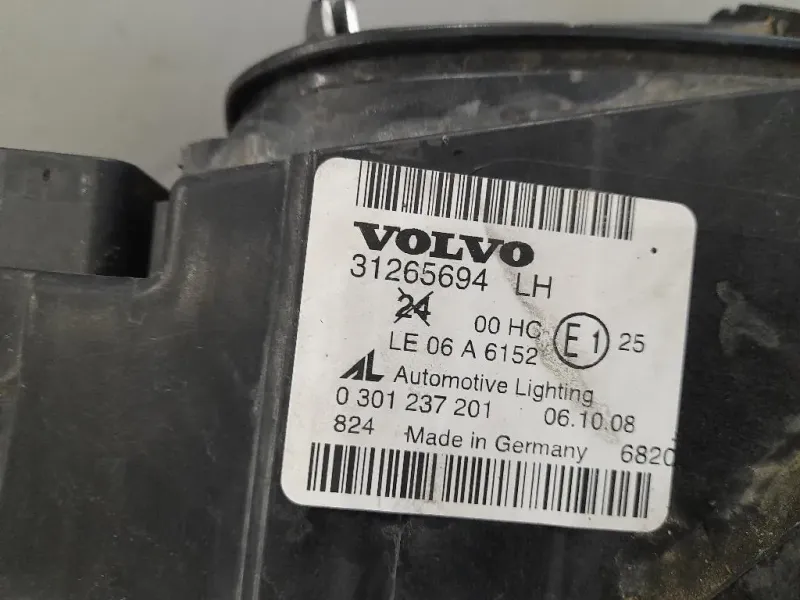 VOLVO
31265694 LH
24 00 HC E1 25
LE 06 A 6152
AL Automotive Lighting
0 301 237 201 06.10.08
824 Made in Germany 6820